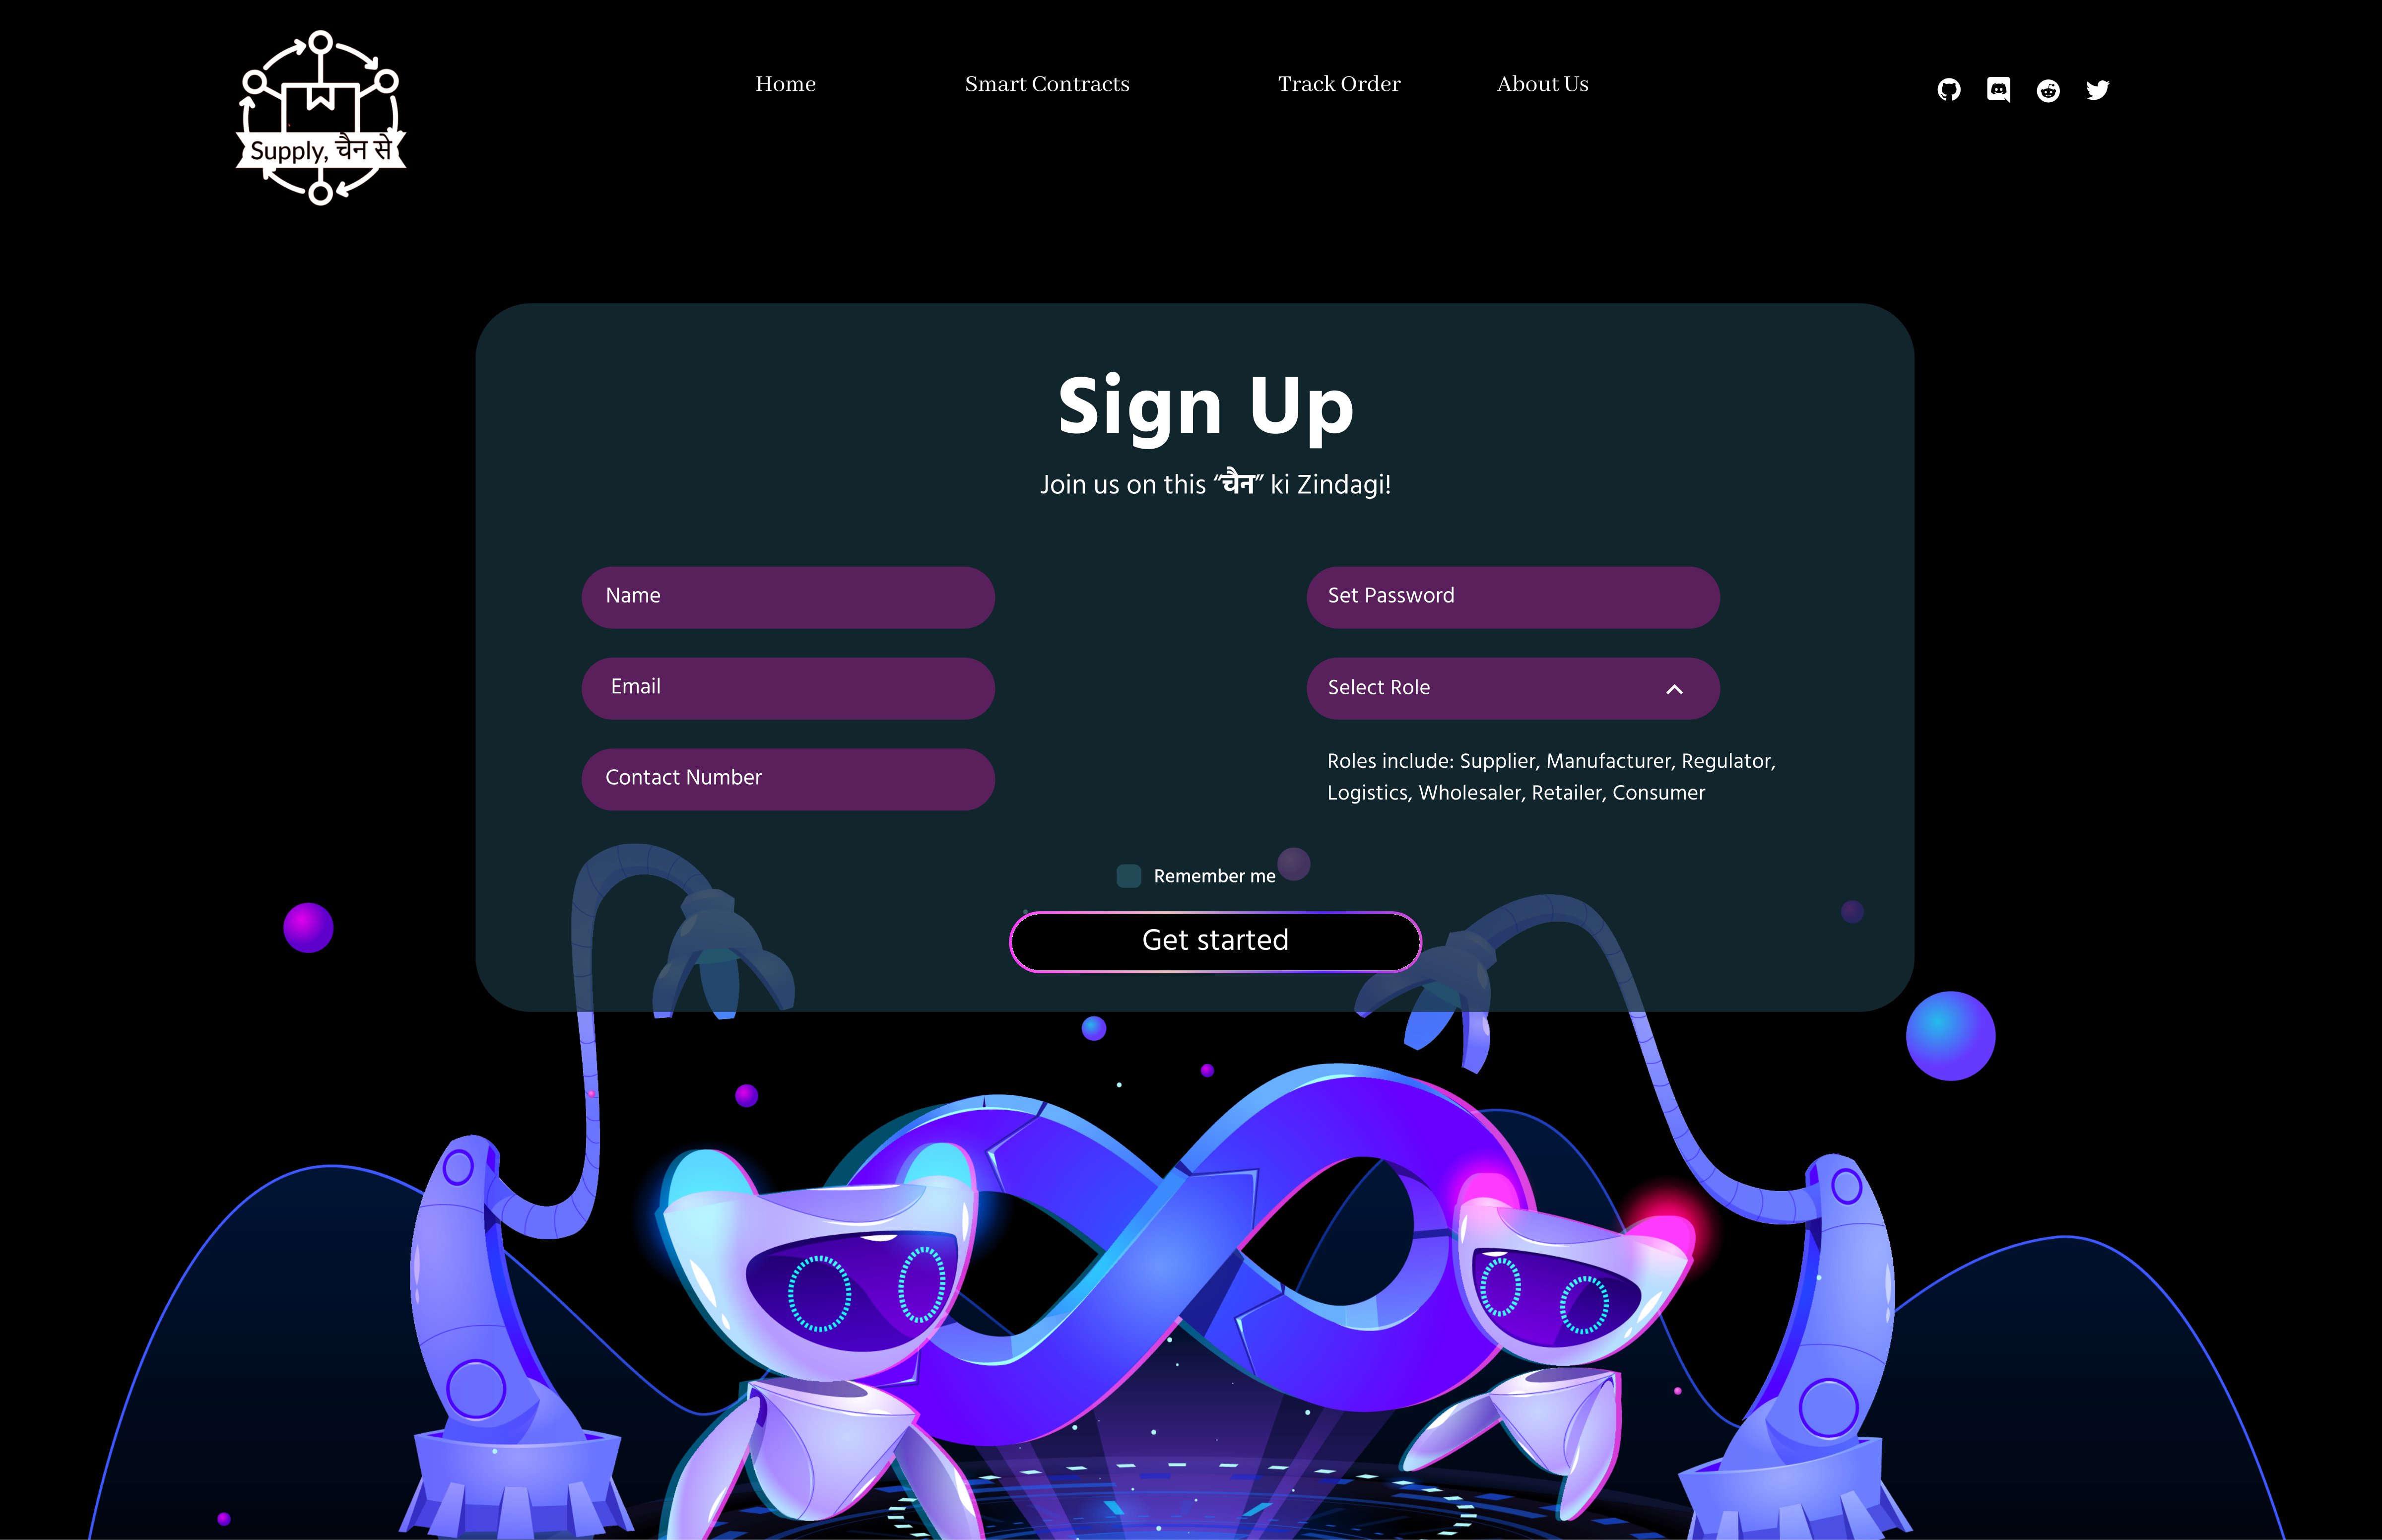 Home Smart Contracts Track Order About Us
Supply, चैन से
Sign Up
Join us on this “चैन” ki Zindagi!
Name
Set Password
Email
Select Role
Contact Number
Roles include: Supplier, Manufacturer, Regulator,
Logistics, Wholesaler, Retailer, Consumer
Remember me
Get started